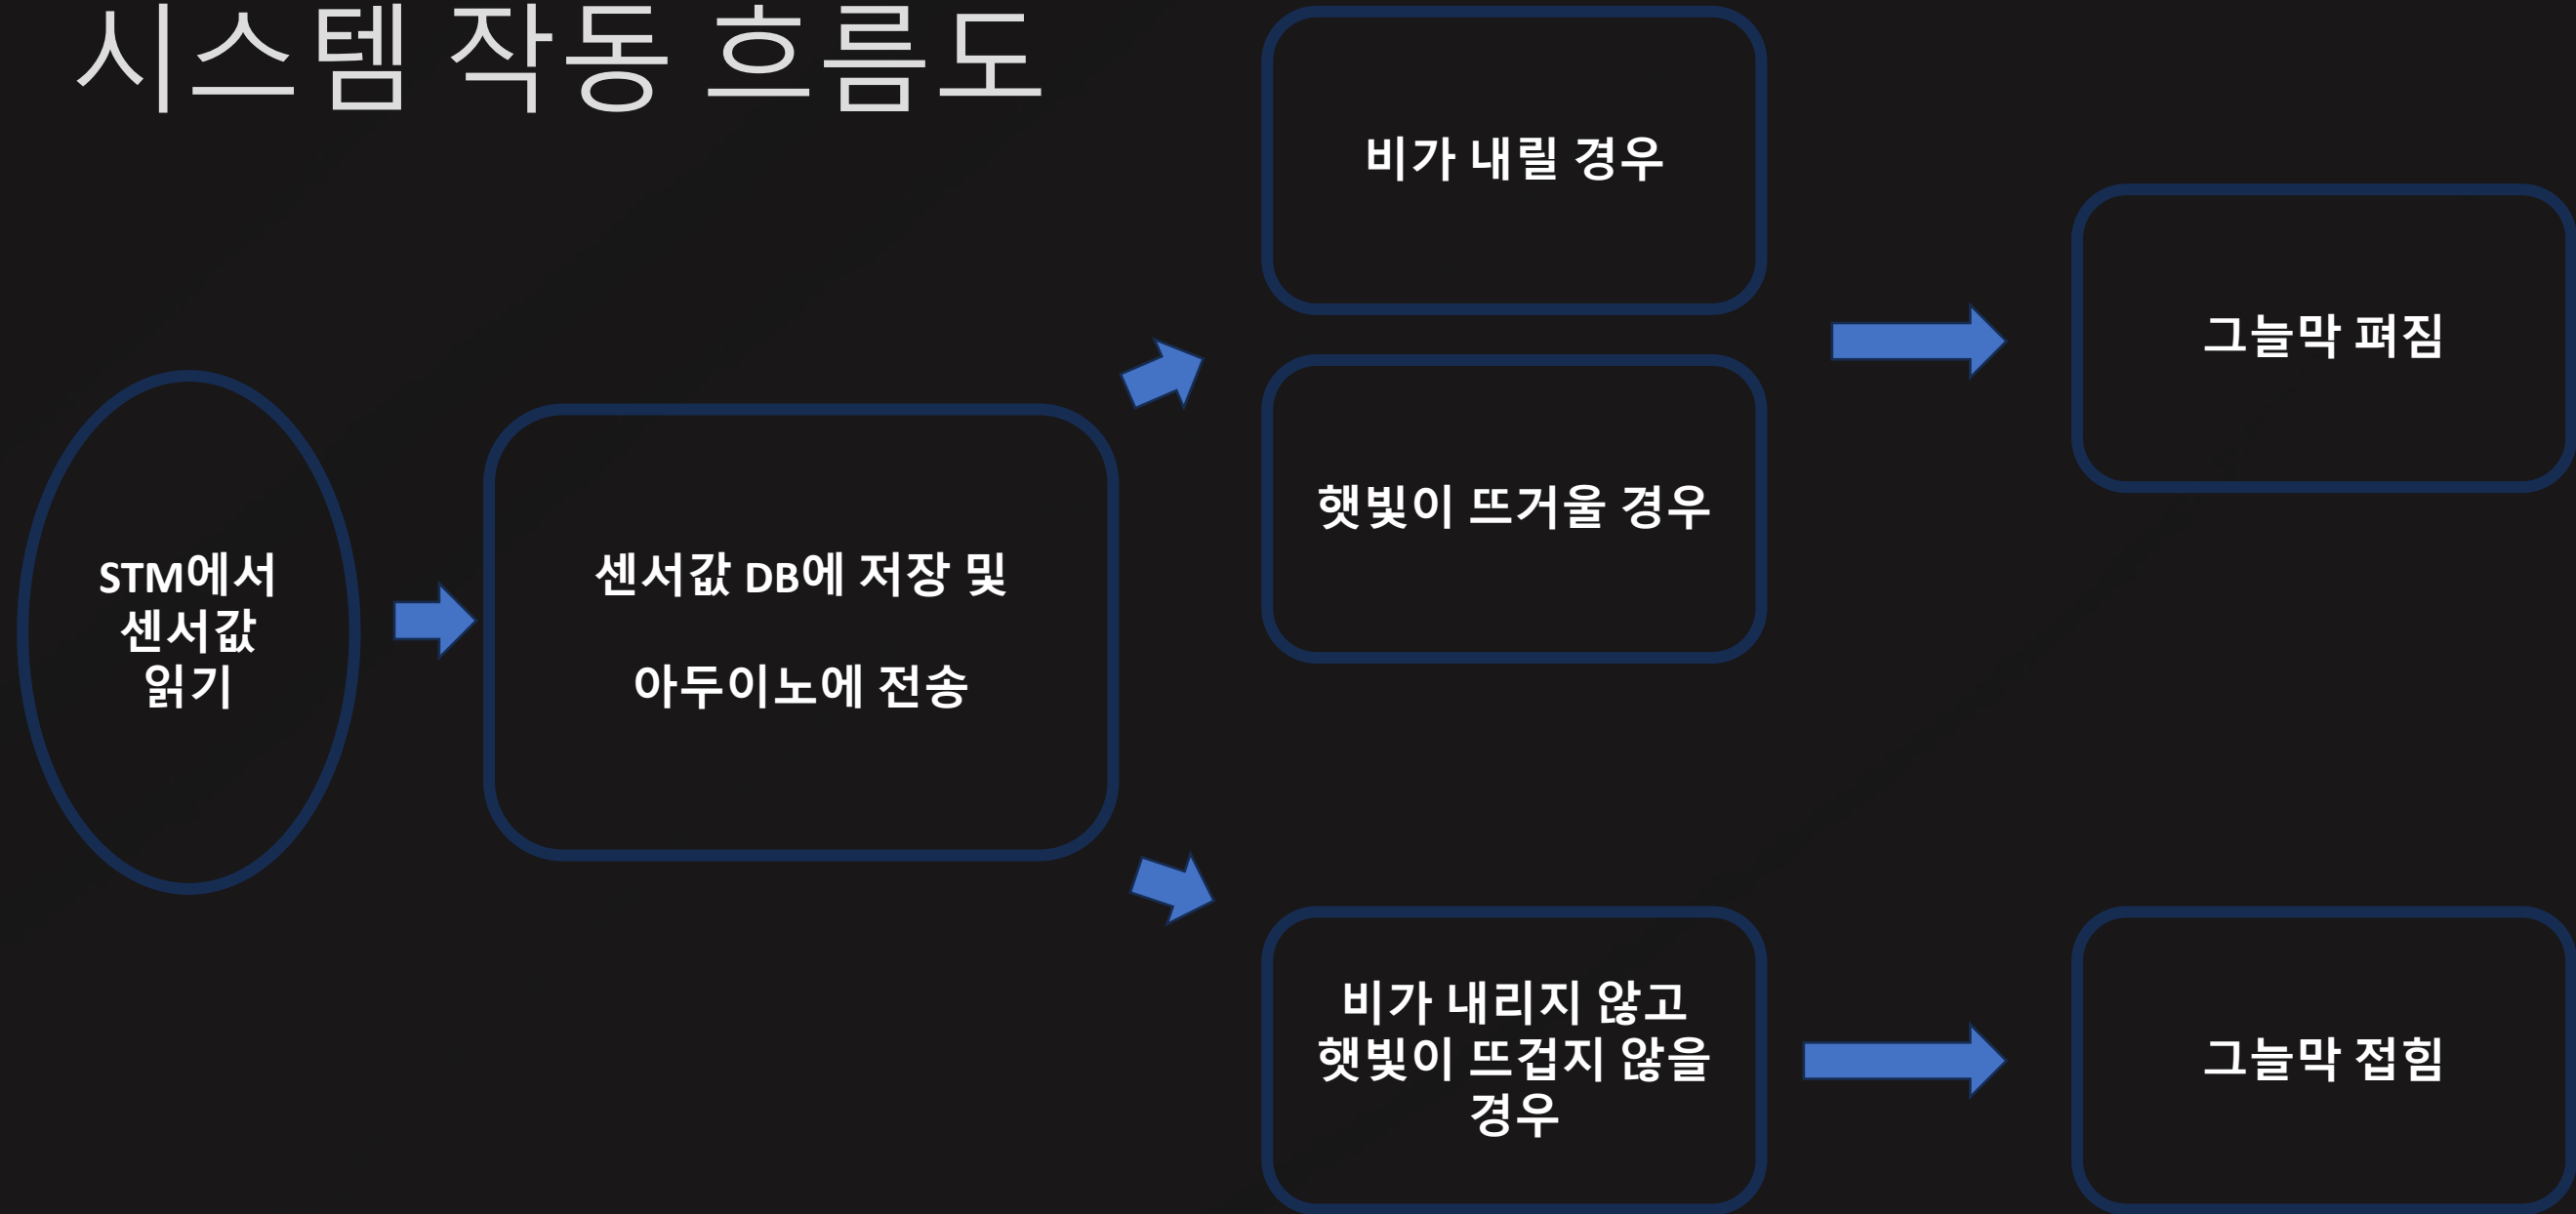 시스템 작동 흐름도
STM에서
센서값
읽기
센서값 DB에 저장 및
아두이노에 전송
비가 내릴 경우
햇빛이 뜨거울 경우
그늘막 펴짐
비가 내리지 않고
햇빛이 뜨겁지 않을
경우
그늘막 접힘